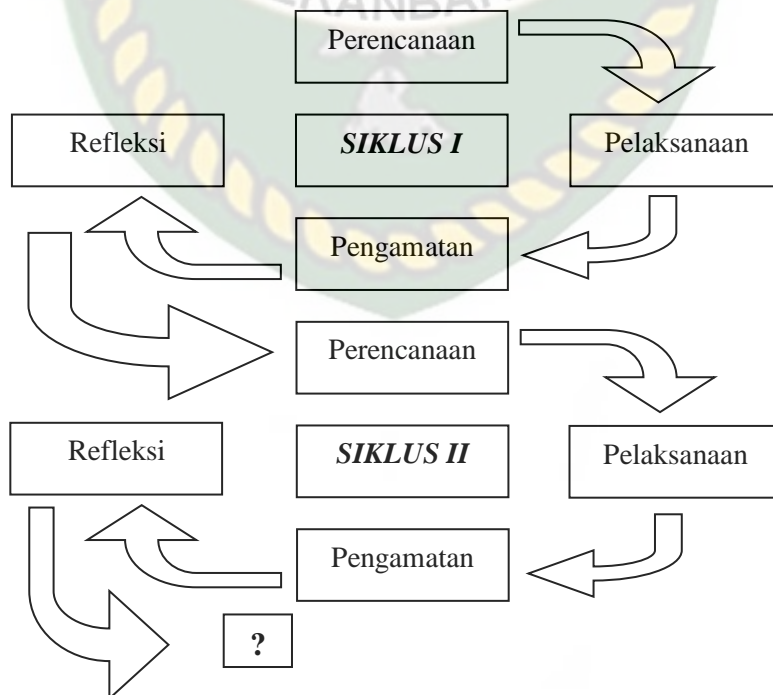 Perencanaan
Refleksi
SIKLUS I
Pelaksanaan
Pengamatan
Perencanaan
Refleksi
SIKLUS II
Pelaksanaan
Pengamatan
?